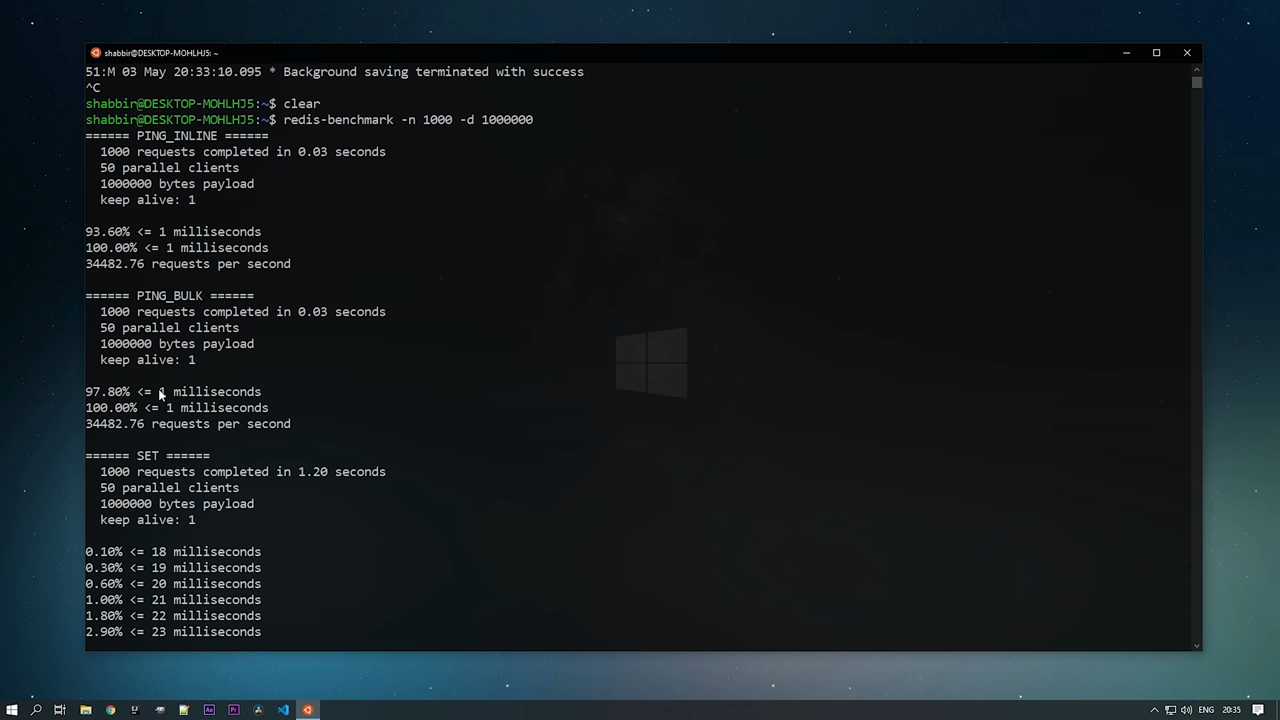 shabbir@DESKTOP-MOHLHJ5: ~
51:M 03 May 20:33:10.095 * Background saving terminated with success
^C
shabbir@DESKTOP-MOHLHJ5:~$ clear
shabbir@DESKTOP-MOHLHJ5:~$ redis-benchmark -n 1000 -d 1000000
====== PING_INLINE ======
1000 requests completed in 0.03 seconds
50 parallel clients
1000000 bytes payload
keep alive: 1
93.60% <= 1 milliseconds
100.00% <= 1 milliseconds
34482.76 requests per second
====== PING_BULK ======
1000 requests completed in 0.03 seconds
50 parallel clients
1000000 bytes payload
keep alive: 1
97.80% <= 1 milliseconds
100.00% <= 1 milliseconds
34482.76 requests per second
====== SET ======
1000 requests completed in 1.20 seconds
50 parallel clients
1000000 bytes payload
keep alive: 1
0.10% <= 18 milliseconds
0.30% <= 19 milliseconds
0.60% <= 20 milliseconds
1.00% <= 21 milliseconds
1.80% <= 22 milliseconds
2.90% <= 23 milliseconds
Ae Pr ENG 20:35